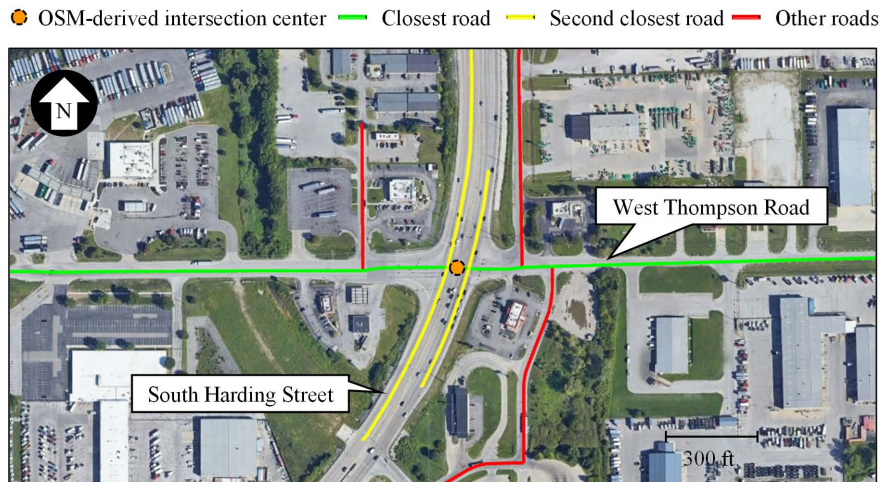 OSM-derived intersection center Closest road Second closest road Other roads
N
West Thompson Road
South Harding Street
300 ft